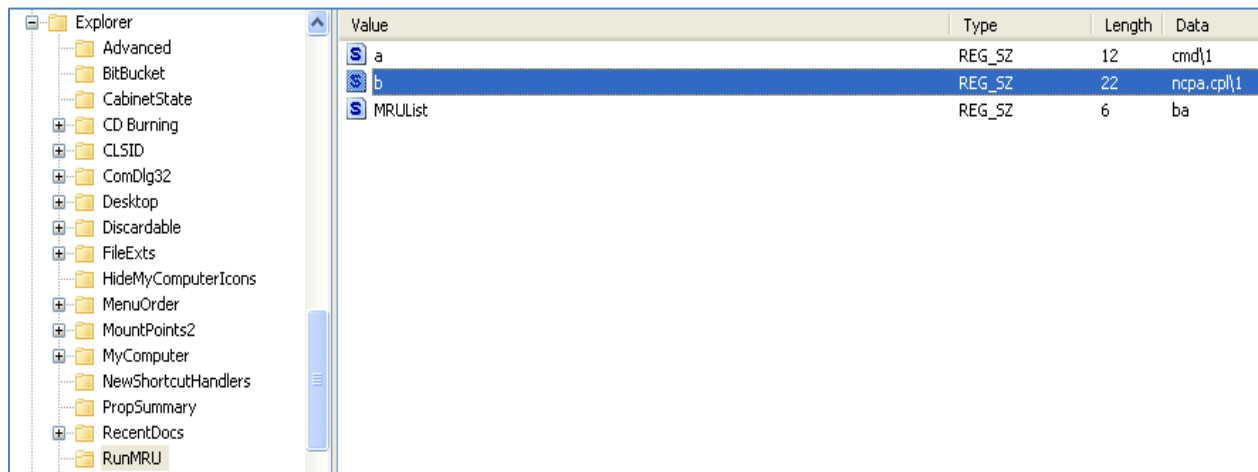 Explorer
Advanced
BitBucket
CabinetState
CD Burning
CLSID
ComDlg32
Desktop
Discardable
FileExts
HideMyComputerIcons
MenuOrder
MountPoints2
MyComputer
NewShortcutHandlers
PropSummary
RecentDocs
RunMRU
Value Type Length Data
a REG_SZ 12 cmd\1
b REG_SZ 22 ncpa.cpl\1
MRUList REG_SZ 6 ba